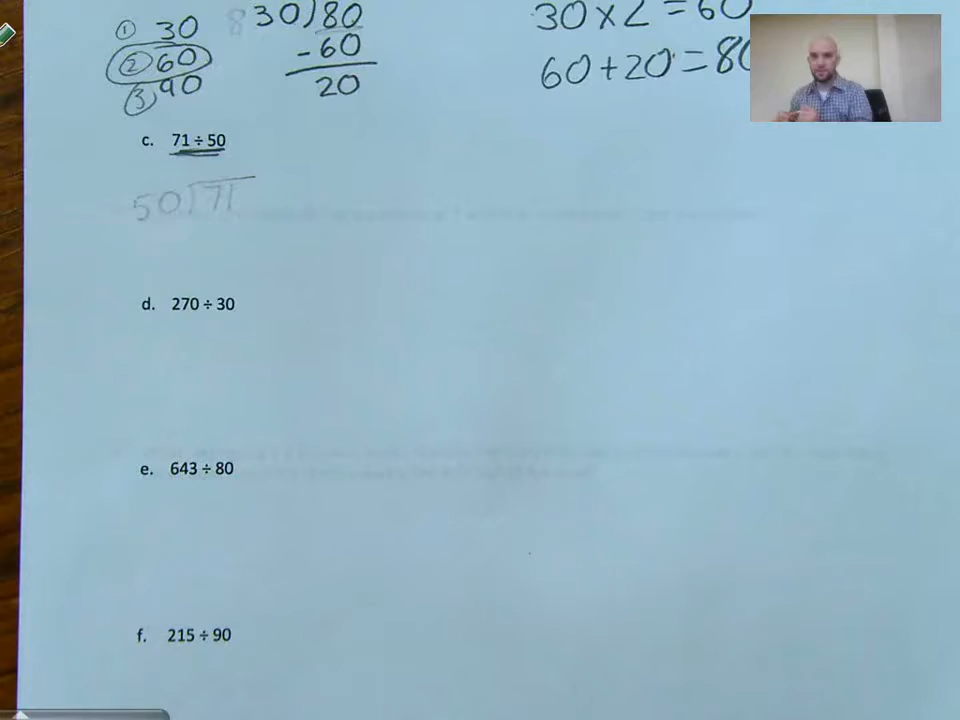 ① 30
② 60
③ 90
30)80
-60
20
30×2=60
60+20=80
c. 71÷50
50)71
d. 270÷30
e. 643÷80
f. 215÷90